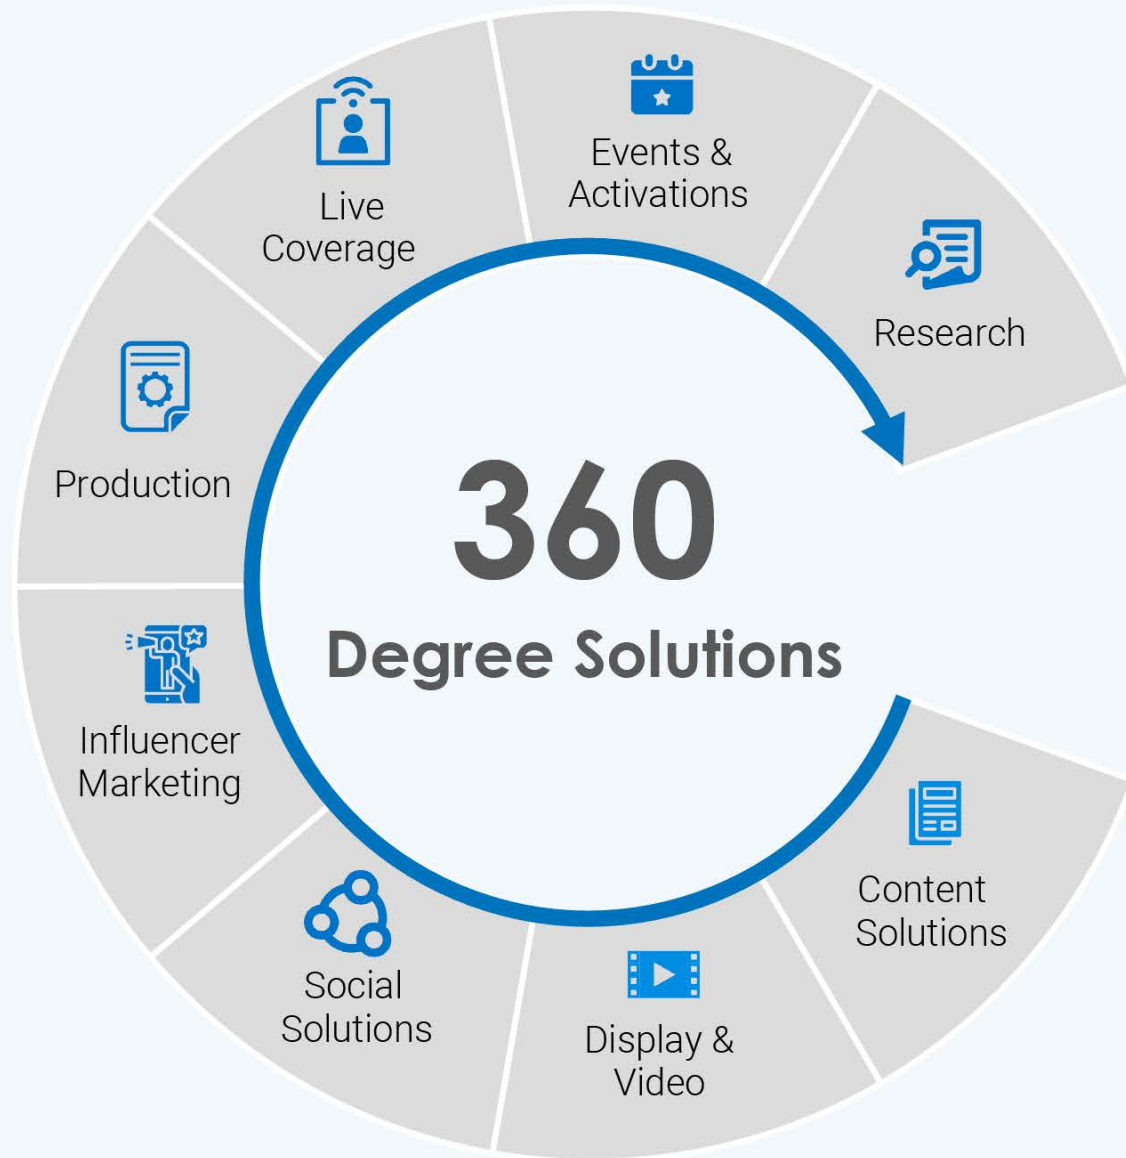 Events &
Activations
Live
Coverage
Research
Production
360
Degree Solutions
Influencer
Marketing
Content
Solutions
Social
Solutions
Display &
Video